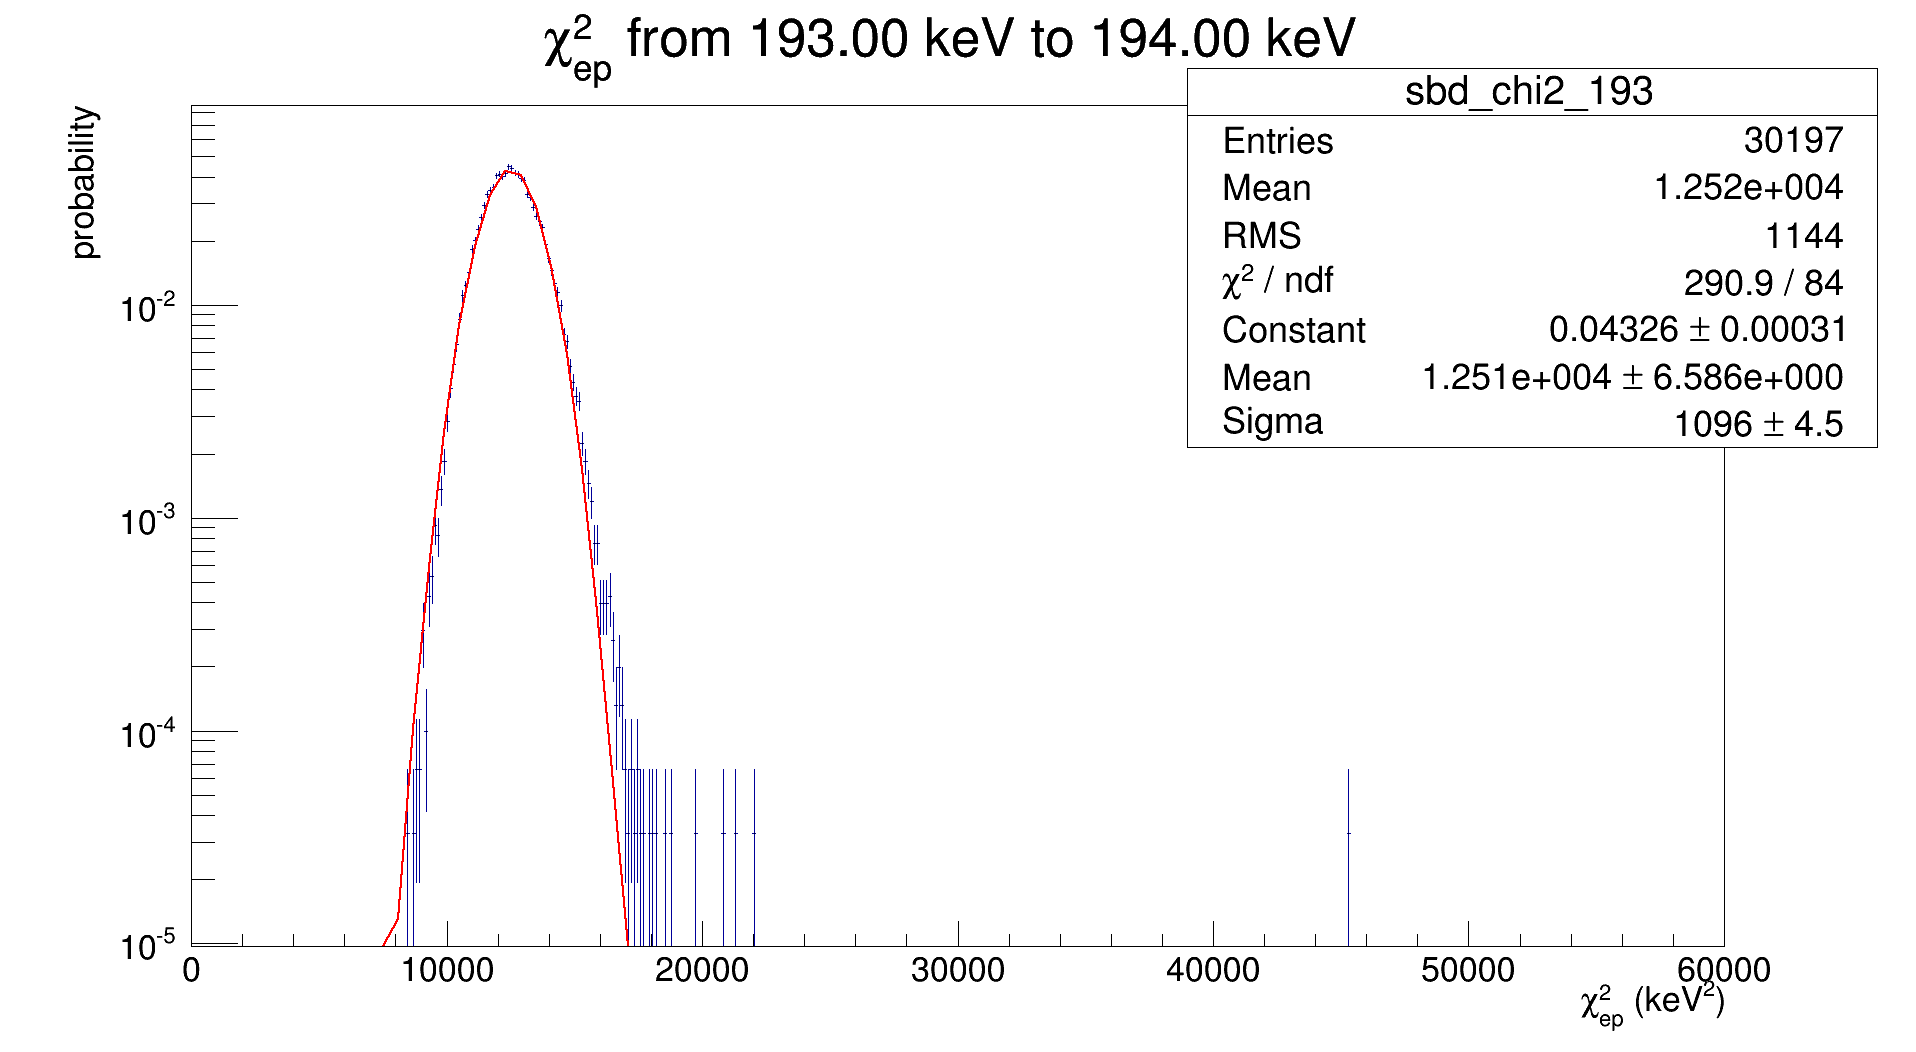 χ²ep from 193.00 keV to 194.00 keV
probability
sbd_chi2_193
Entries 30197
Mean 1.252e+004
RMS 1144
χ² / ndf 290.9 / 84
Constant 0.04326 ± 0.00031
Mean 1.251e+004 ± 6.586e+000
Sigma 1096 ± 4.5
10⁻²
10⁻³
10⁻⁴
10⁻⁵
0 10000 20000 30000 40000 50000 60000
χ²ep (keV²)